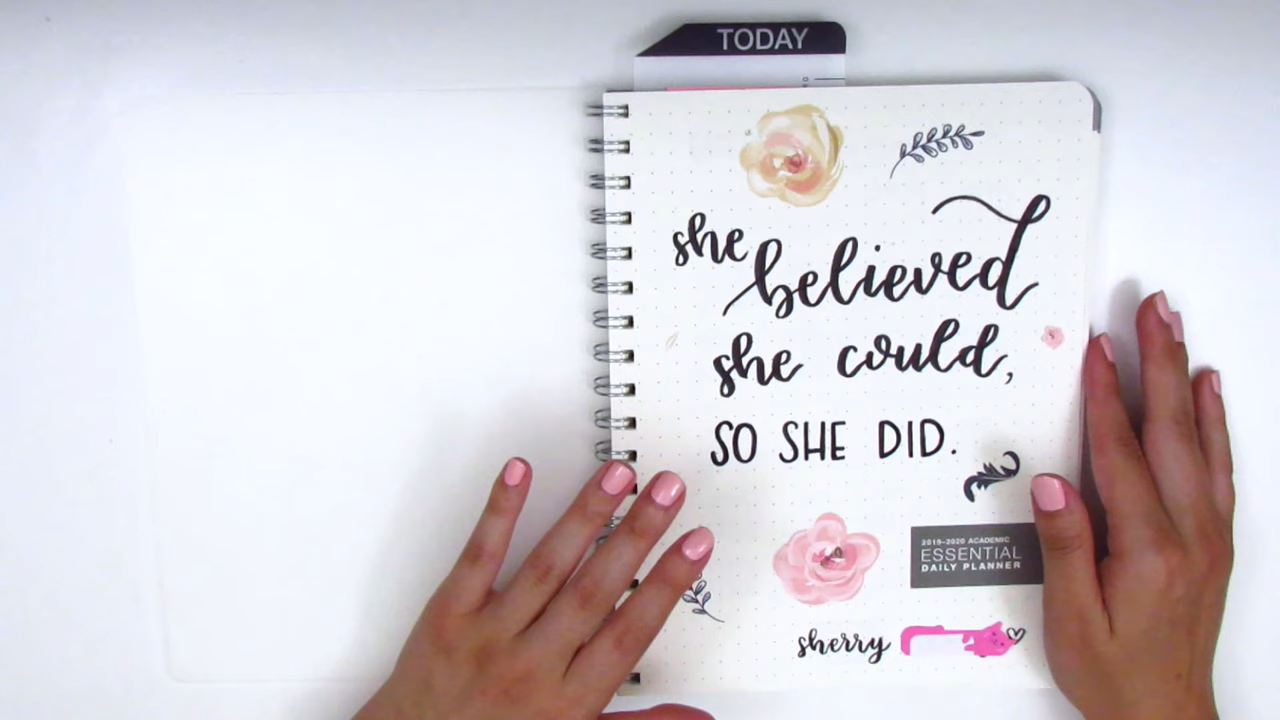 TODAY
she
believed
she could,
SO SHE DID.
2019-2020 ACADEMIC
ESSENTIAL
DAILY PLANNER
sherry